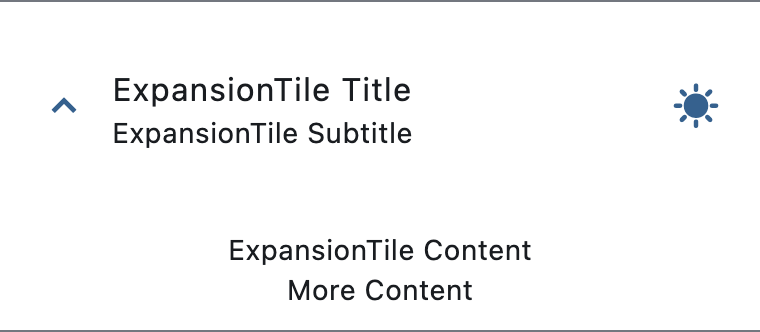 ExpansionTile Title
ExpansionTile Subtitle
ExpansionTile Content
More Content